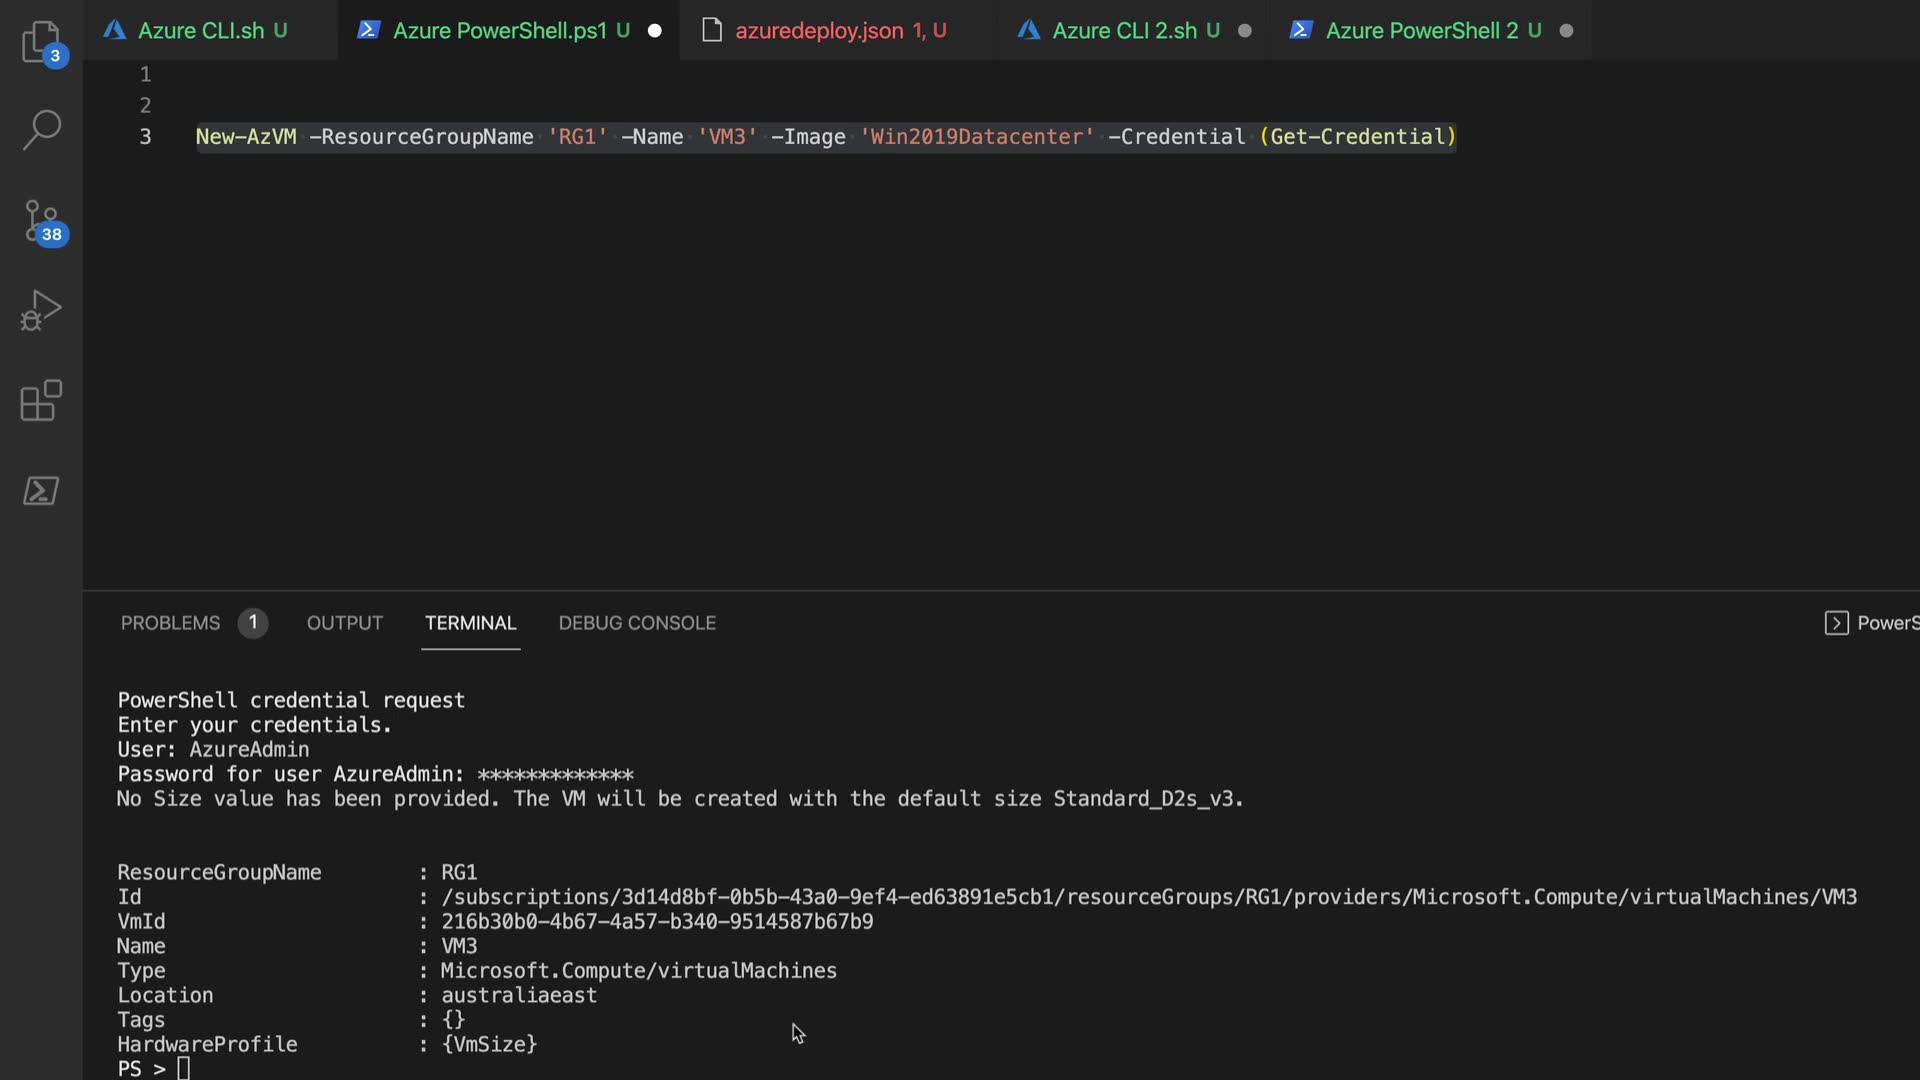 3
Azure CLI.sh U
Azure PowerShell.ps1 U
azuredeploy.json 1, U
Azure CLI 2.sh U
Azure PowerShell 2 U
1
2
3 New-AzVM -ResourceGroupName 'RG1' -Name 'VM3' -Image 'Win2019Datacenter' -Credential (Get-Credential)
38
PROBLEMS 1 OUTPUT TERMINAL DEBUG CONSOLE PowerS
PowerShell credential request
Enter your credentials.
User: AzureAdmin
Password for user AzureAdmin: *************
No Size value has been provided. The VM will be created with the default size Standard_D2s_v3.
ResourceGroupName : RG1
Id : /subscriptions/3d14d8bf-0b5b-43a0-9ef4-ed63891e5cb1/resourceGroups/RG1/providers/Microsoft.Compute/virtualMachines/VM3
VmId : 216b30b0-4b67-4a57-b340-9514587b67b9
Name : VM3
Type : Microsoft.Compute/virtualMachines
Location : australiaeast
Tags : {}
HardwareProfile : {VmSize}
PS >